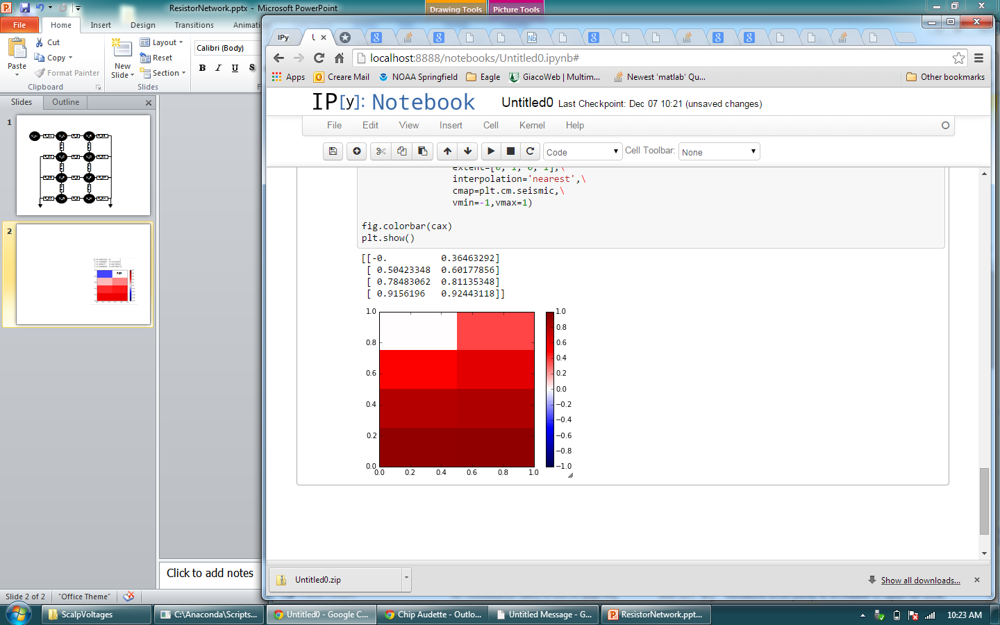 ResistorNetwork.pptx - Microsoft PowerPoint
Drawing Tools
Picture Tools
File Home Insert Design Transitions Animati
Paste
Cut
Copy
Format Painter
Clipboard
New Slide
Layout
Reset
Section
Slides
Calibri (Body)
B I U S
Slides Outline
1
2
Click to add notes
Slide 2 of 2 "Office Theme"
IPy
localhost:8888/notebooks/Untitled0.ipynb#
Apps Creare Mail NOAA Springfield Eagle GiacoWeb | Multim... Newest 'matlab' Qu... Other bookmarks
IP[y]: Notebook Untitled0 Last Checkpoint: Dec 07 10:21 (unsaved changes)
File Edit View Insert Cell Kernel Help
Code Cell Toolbar: None
extent=[0, 1, 0, 1],\
interpolation='nearest',\
cmap=plt.cm.seismic,\
vmin=-1,vmax=1)
fig.colorbar(cax)
plt.show()
[[-0. 0.36463292]
[ 0.50423348 0.60177856]
[ 0.78483062 0.81135348]
[ 0.9156196 0.92443118]]
1.0
0.8
0.6
0.4
0.2
0.0
0.0 0.2 0.4 0.6 0.8 1.0
1.0
0.8
0.6
0.4
0.2
0.0
−0.2
−0.4
−0.6
−0.8
−1.0
Untitled0.zip
Show all downloads...
ScalpVoltages
C:\Anaconda\Scripts...
Untitled0 - Google C...
Chip Audette - Outlo...
Untitled Message - G...
ResistorNetwork.ppt...
10:23 AM